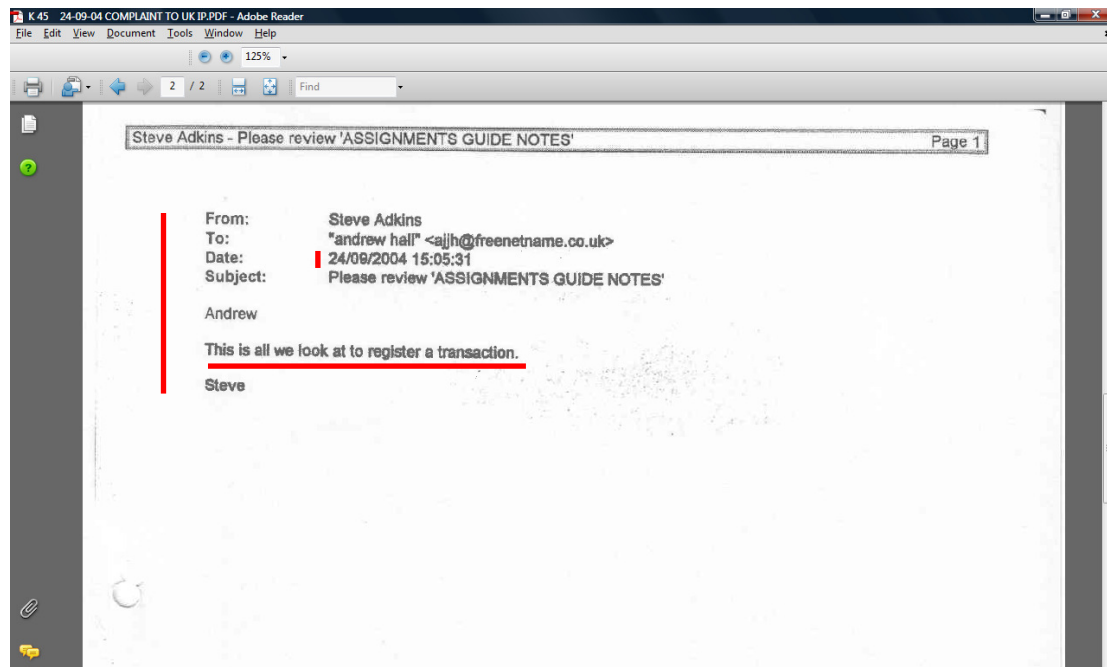 K 45 24-09-04 COMPLAINT TO UK IP.PDF - Adobe Reader
File Edit View Document Tools Window Help
125%
2 / 2 Find
Steve Adkins - Please review 'ASSIGNMENTS GUIDE NOTES' Page 1
From: Steve Adkins
To: "andrew hall" <ajjh@freenetname.co.uk>
Date: 24/09/2004 15:05:31
Subject: Please review 'ASSIGNMENTS GUIDE NOTES'
Andrew
This is all we look at to register a transaction.
Steve